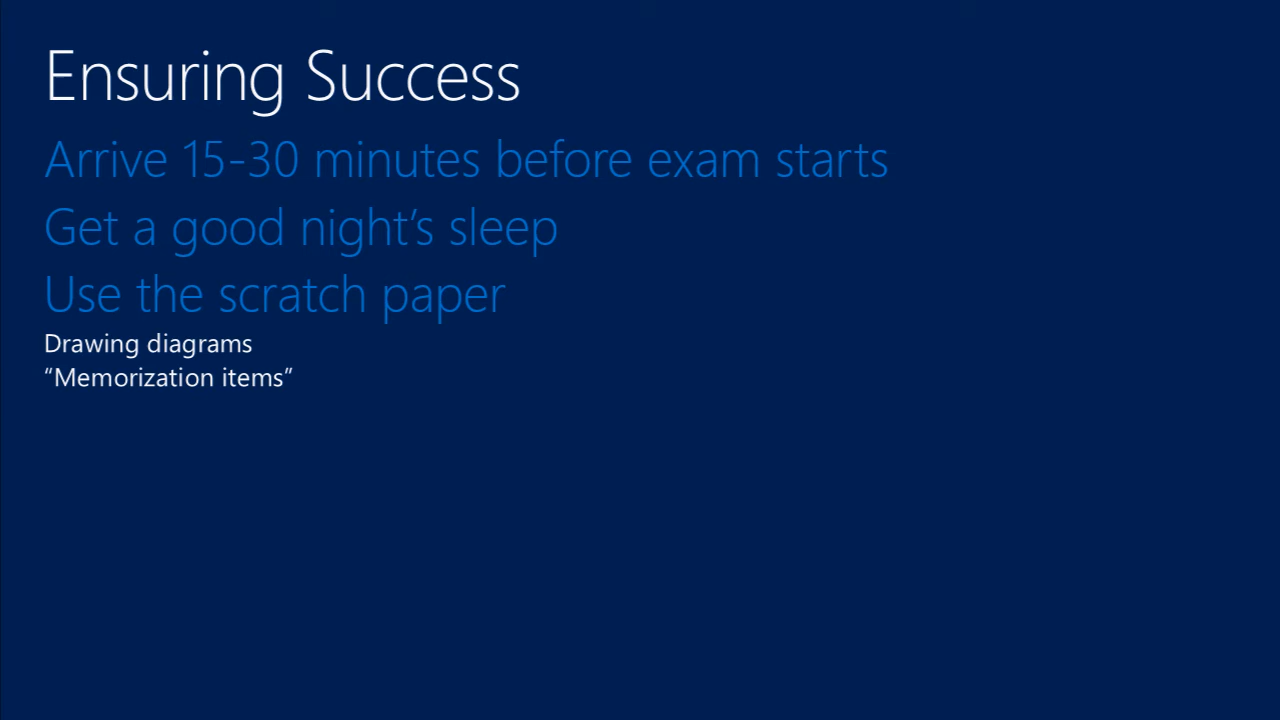 Ensuring Success
Arrive 15-30 minutes before exam starts
Get a good night’s sleep
Use the scratch paper
Drawing diagrams
“Memorization items”